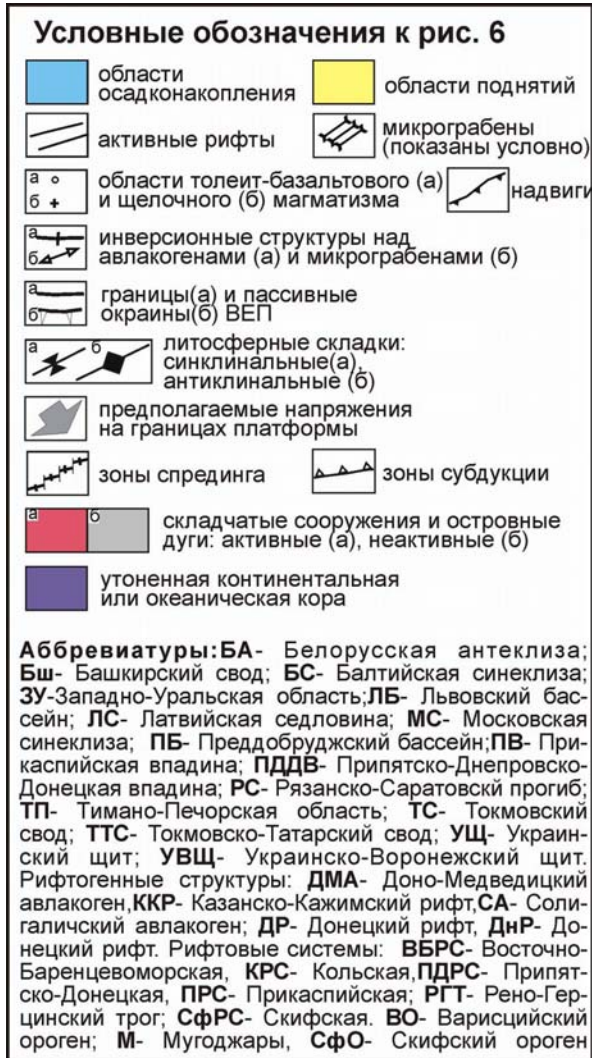 Условные обозначения к рис. 6
области
осадконакопления
области поднятий
активные рифты
микрограбены
(показаны условно)
а
б
области толеит-базальтового (а)
и щелочного (б) магматизма
надвиги
а
б
инверсионные структуры над
авлакогенами (а) и микрограбенами (б)
а
б
границы(а) и пассивные
окраины(б) ВЕП
а б
литосферные складки:
синклинальные(а),
антиклинальные (б)
предполагаемые напряжения
на границах платформы
зоны спрединга
зоны субдукции
а б
складчатые сооружения и островные
дуги: активные (а), неактивные (б)
утоненная континентальная
или океаническая кора
Аббревиатуры:БА- Белорусская антеклиза;
Бш- Башкирский свод; БС- Балтийская синеклиза;
ЗУ-Западно-Уральская область;ЛБ- Львовский бас-
сейн; ЛС- Латвийская седловина; МС- Московская
синеклиза; ПБ- Преддобруджский бассейн;ПВ- При-
каспийская впадина; ПДДВ- Припятско-Днепровско-
Донецкая впадина; РС- Рязанско-Саратовскй прогиб;
ТП- Тимано-Печорская область; ТС- Токмовский
свод; ТТС- Токмовско-Татарский свод; УЩ- Украин-
ский щит; УВЩ- Украинско-Воронежский щит.
Рифтогенные структуры: ДМА- Доно-Медведицкий
авлакоген,ККР- Казанско-Кажимский рифт,СА- Соли-
галичский авлакоген; ДР- Донецкий рифт, ДнР- До-
нецкий рифт. Рифтовые системы: ВБРС- Восточно-
Баренцевоморская, КРС- Кольская,ПДРС- Припят-
ско-Донецкая, ПРС- Прикаспийская; РГТ- Рено-Гер-
цинский трог; СфРС- Скифская. ВО- Варисцийский
ороген; М- Мугоджары, СфО- Скифский ороген